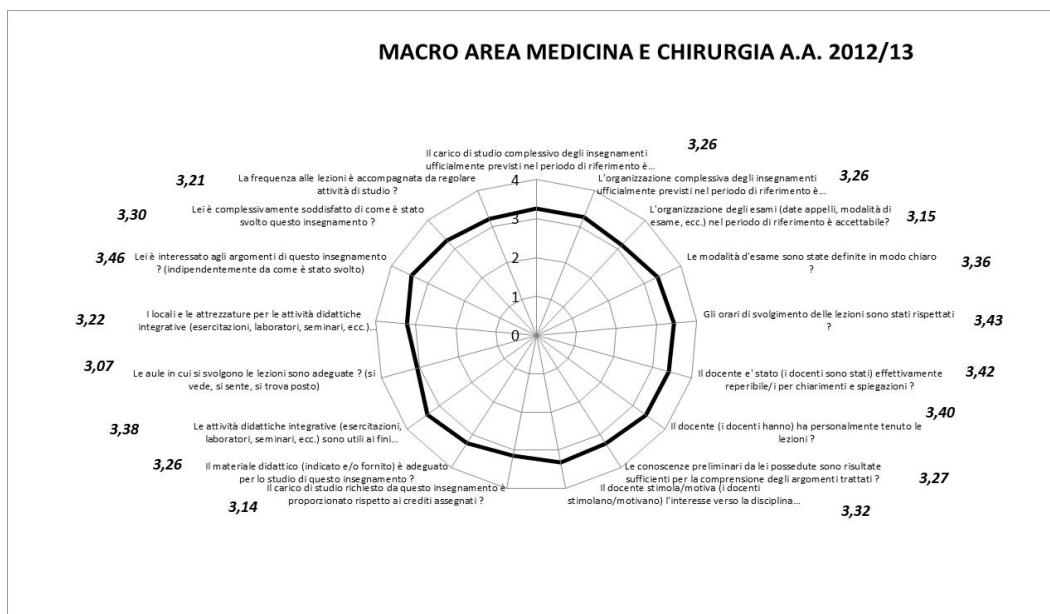 MACRO AREA MEDICINA E CHIRURGIA A.A. 2012/13
3,26
Il carico di studio complessivo degli insegnamenti
ufficialmente previsti nel periodo di riferimento è...
3,26
L'organizzazione complessiva degli insegnamenti
ufficialmente previsti nel periodo di riferimento è...
3,15
L'organizzazione degli esami (date appelli, modalità di
esame, ecc.) nel periodo di riferimento è accettabile?
3,36
Le modalità d'esame sono state definite in modo chiaro
?
3,43
Gli orari di svolgimento delle lezioni sono stati rispettati
?
3,42
Il docente e' stato (i docenti sono stati) effettivamente
reperibile/i per chiarimenti e spiegazioni ?
3,40
Il docente (i docenti hanno) ha personalmente tenuto le
lezioni ?
3,27
Le conoscenze preliminari da lei possedute sono risultate
sufficienti per la comprensione degli argomenti trattati ?
3,32
Il docente stimola/motiva (i docenti
stimolano/motivano) l'interesse verso la disciplina...
3,14
Il carico di studio richiesto da questo insegnamento è
proporzionato rispetto ai crediti assegnati ?
3,26
Il materiale didattico (indicato e/o fornito) è adeguato
per lo studio di questo insegnamento ?
3,38
Le attività didattiche integrative (esercitazioni,
laboratori, seminari, ecc.) sono utili ai fini...
3,07
Le aule in cui si svolgono le lezioni sono adeguate ? (si
vede, si sente, si trova posto)
3,22
I locali e le attrezzature per le attività didattiche
integrative (esercitazioni, laboratori, seminari, ecc.)...
3,46
Lei è interessato agli argomenti di questo insegnamento
? (indipendentemente da come è stato svolto)
3,30
Lei è complessivamente soddisfatto di come è stato
svolto questo insegnamento ?
3,21
La frequenza alle lezioni è accompagnata da regolare
attività di studio ?
4
3
2
1
0